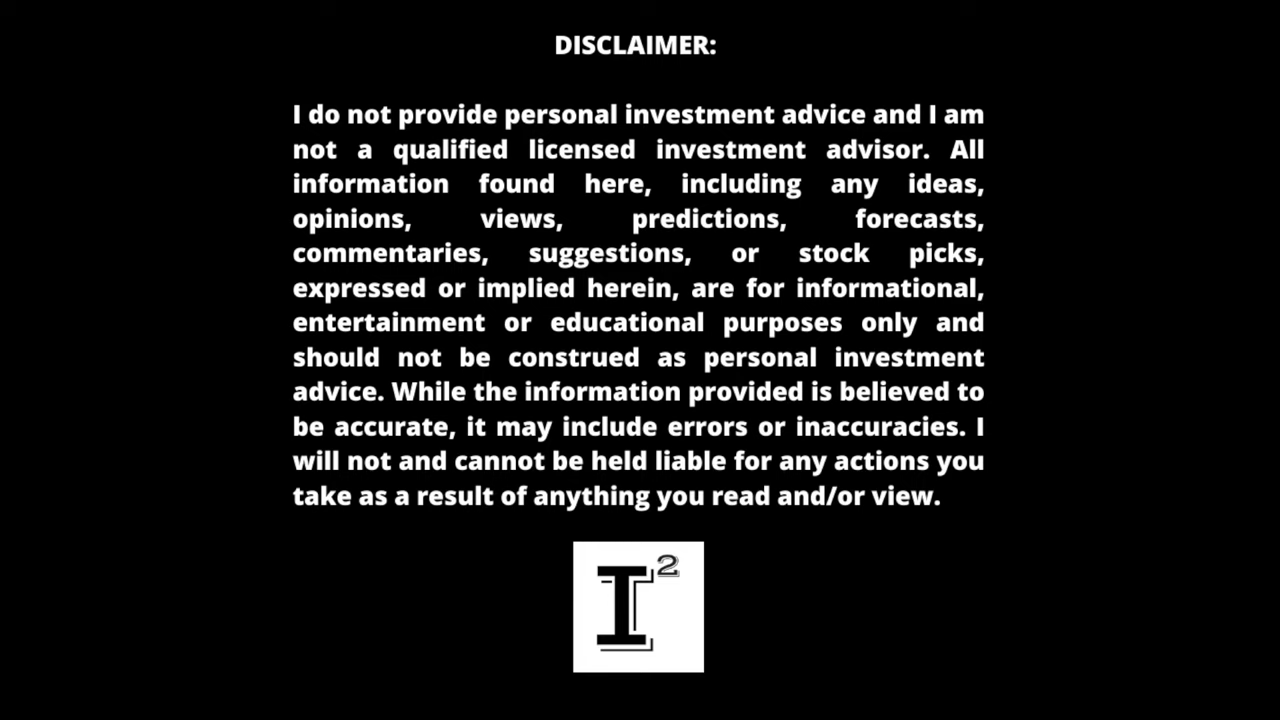 DISCLAIMER:
I do not provide personal investment advice and I am
not a qualified licensed investment advisor. All
information found here, including any ideas,
opinions, views, predictions, forecasts,
commentaries, suggestions, or stock picks,
expressed or implied herein, are for informational,
entertainment or educational purposes only and
should not be construed as personal investment
advice. While the information provided is believed to
be accurate, it may include errors or inaccuracies. I
will not and cannot be held liable for any actions you
take as a result of anything you read and/or view.
I²